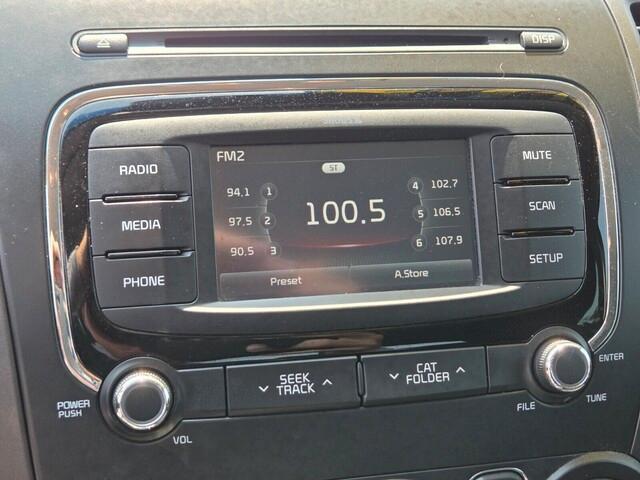 DISP
RADIO
MEDIA
PHONE
FM2
ST
94.1 1
97.5 2
90.5 3
100.5
4 102.7
5 106.5
6 107.9
Preset
A.Store
MUTE
SCAN
SETUP
POWER
PUSH
VOL
SEEK
TRACK
CAT
FOLDER
ENTER
FILE
TUNE